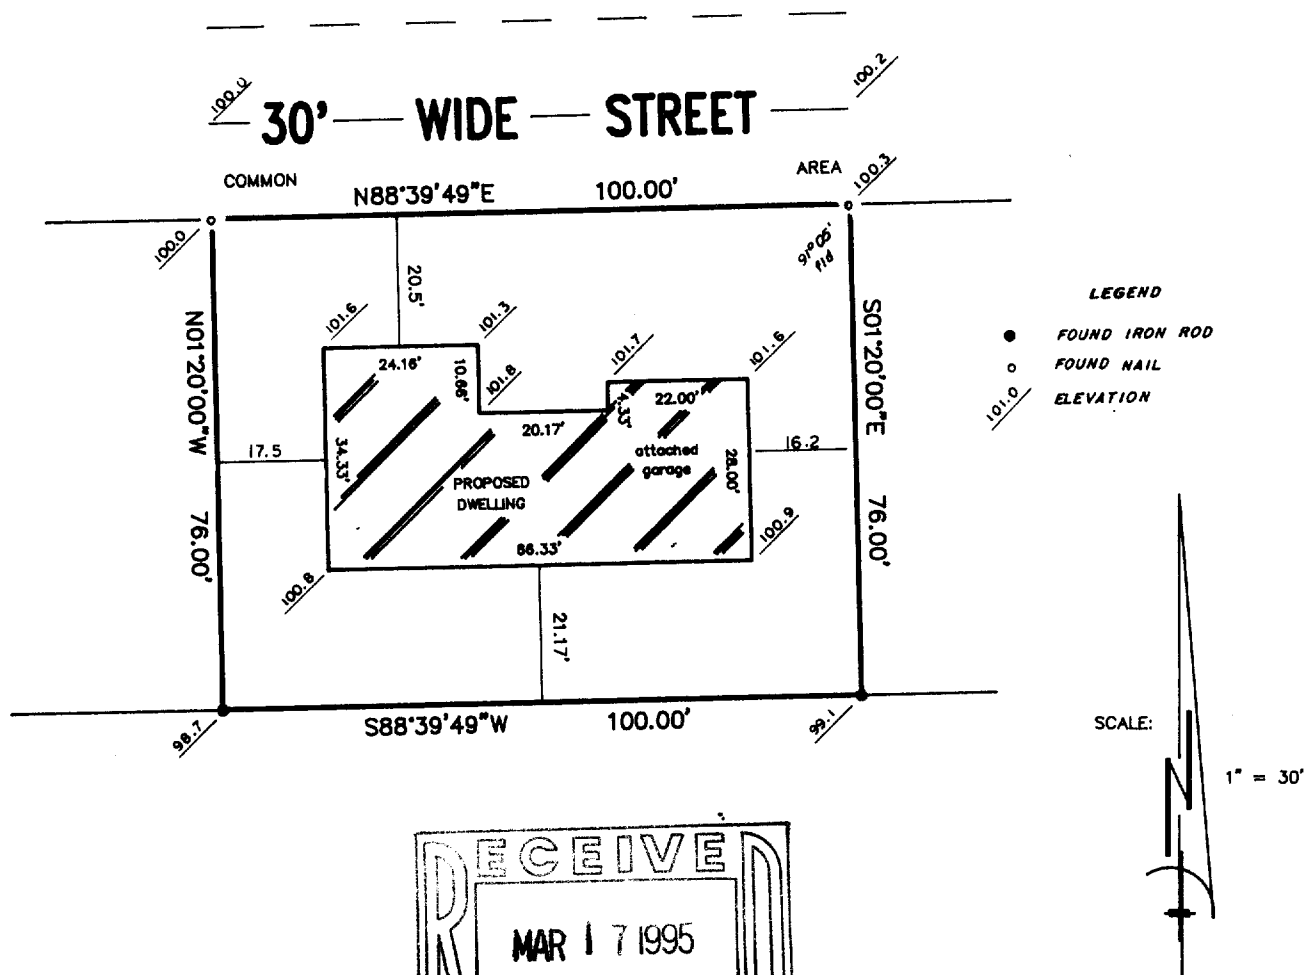 100.0
100.2
30' WIDE STREET
COMMON
AREA
100.3
N88°39'49"E 100.00'
100.0
91°05'
fld
20.5'
LEGEND
FOUND IRON ROD
FOUND NAIL
101.0 ELEVATION
N01°20'00"W 76.00'
S01°20'00"E 76.00'
101.6
101.3
101.8
101.7
101.6
24.16'
10.66'
20.17'
4.33'
22.00'
17.5
34.33'
attached
garage
28.00'
16.2
PROPOSED
DWELLING
66.33'
100.9
100.8
21.17'
S88°39'49"W 100.00'
98.7
99.1
SCALE:
1" = 30'
N
RECEIVED
MAR 17 1995